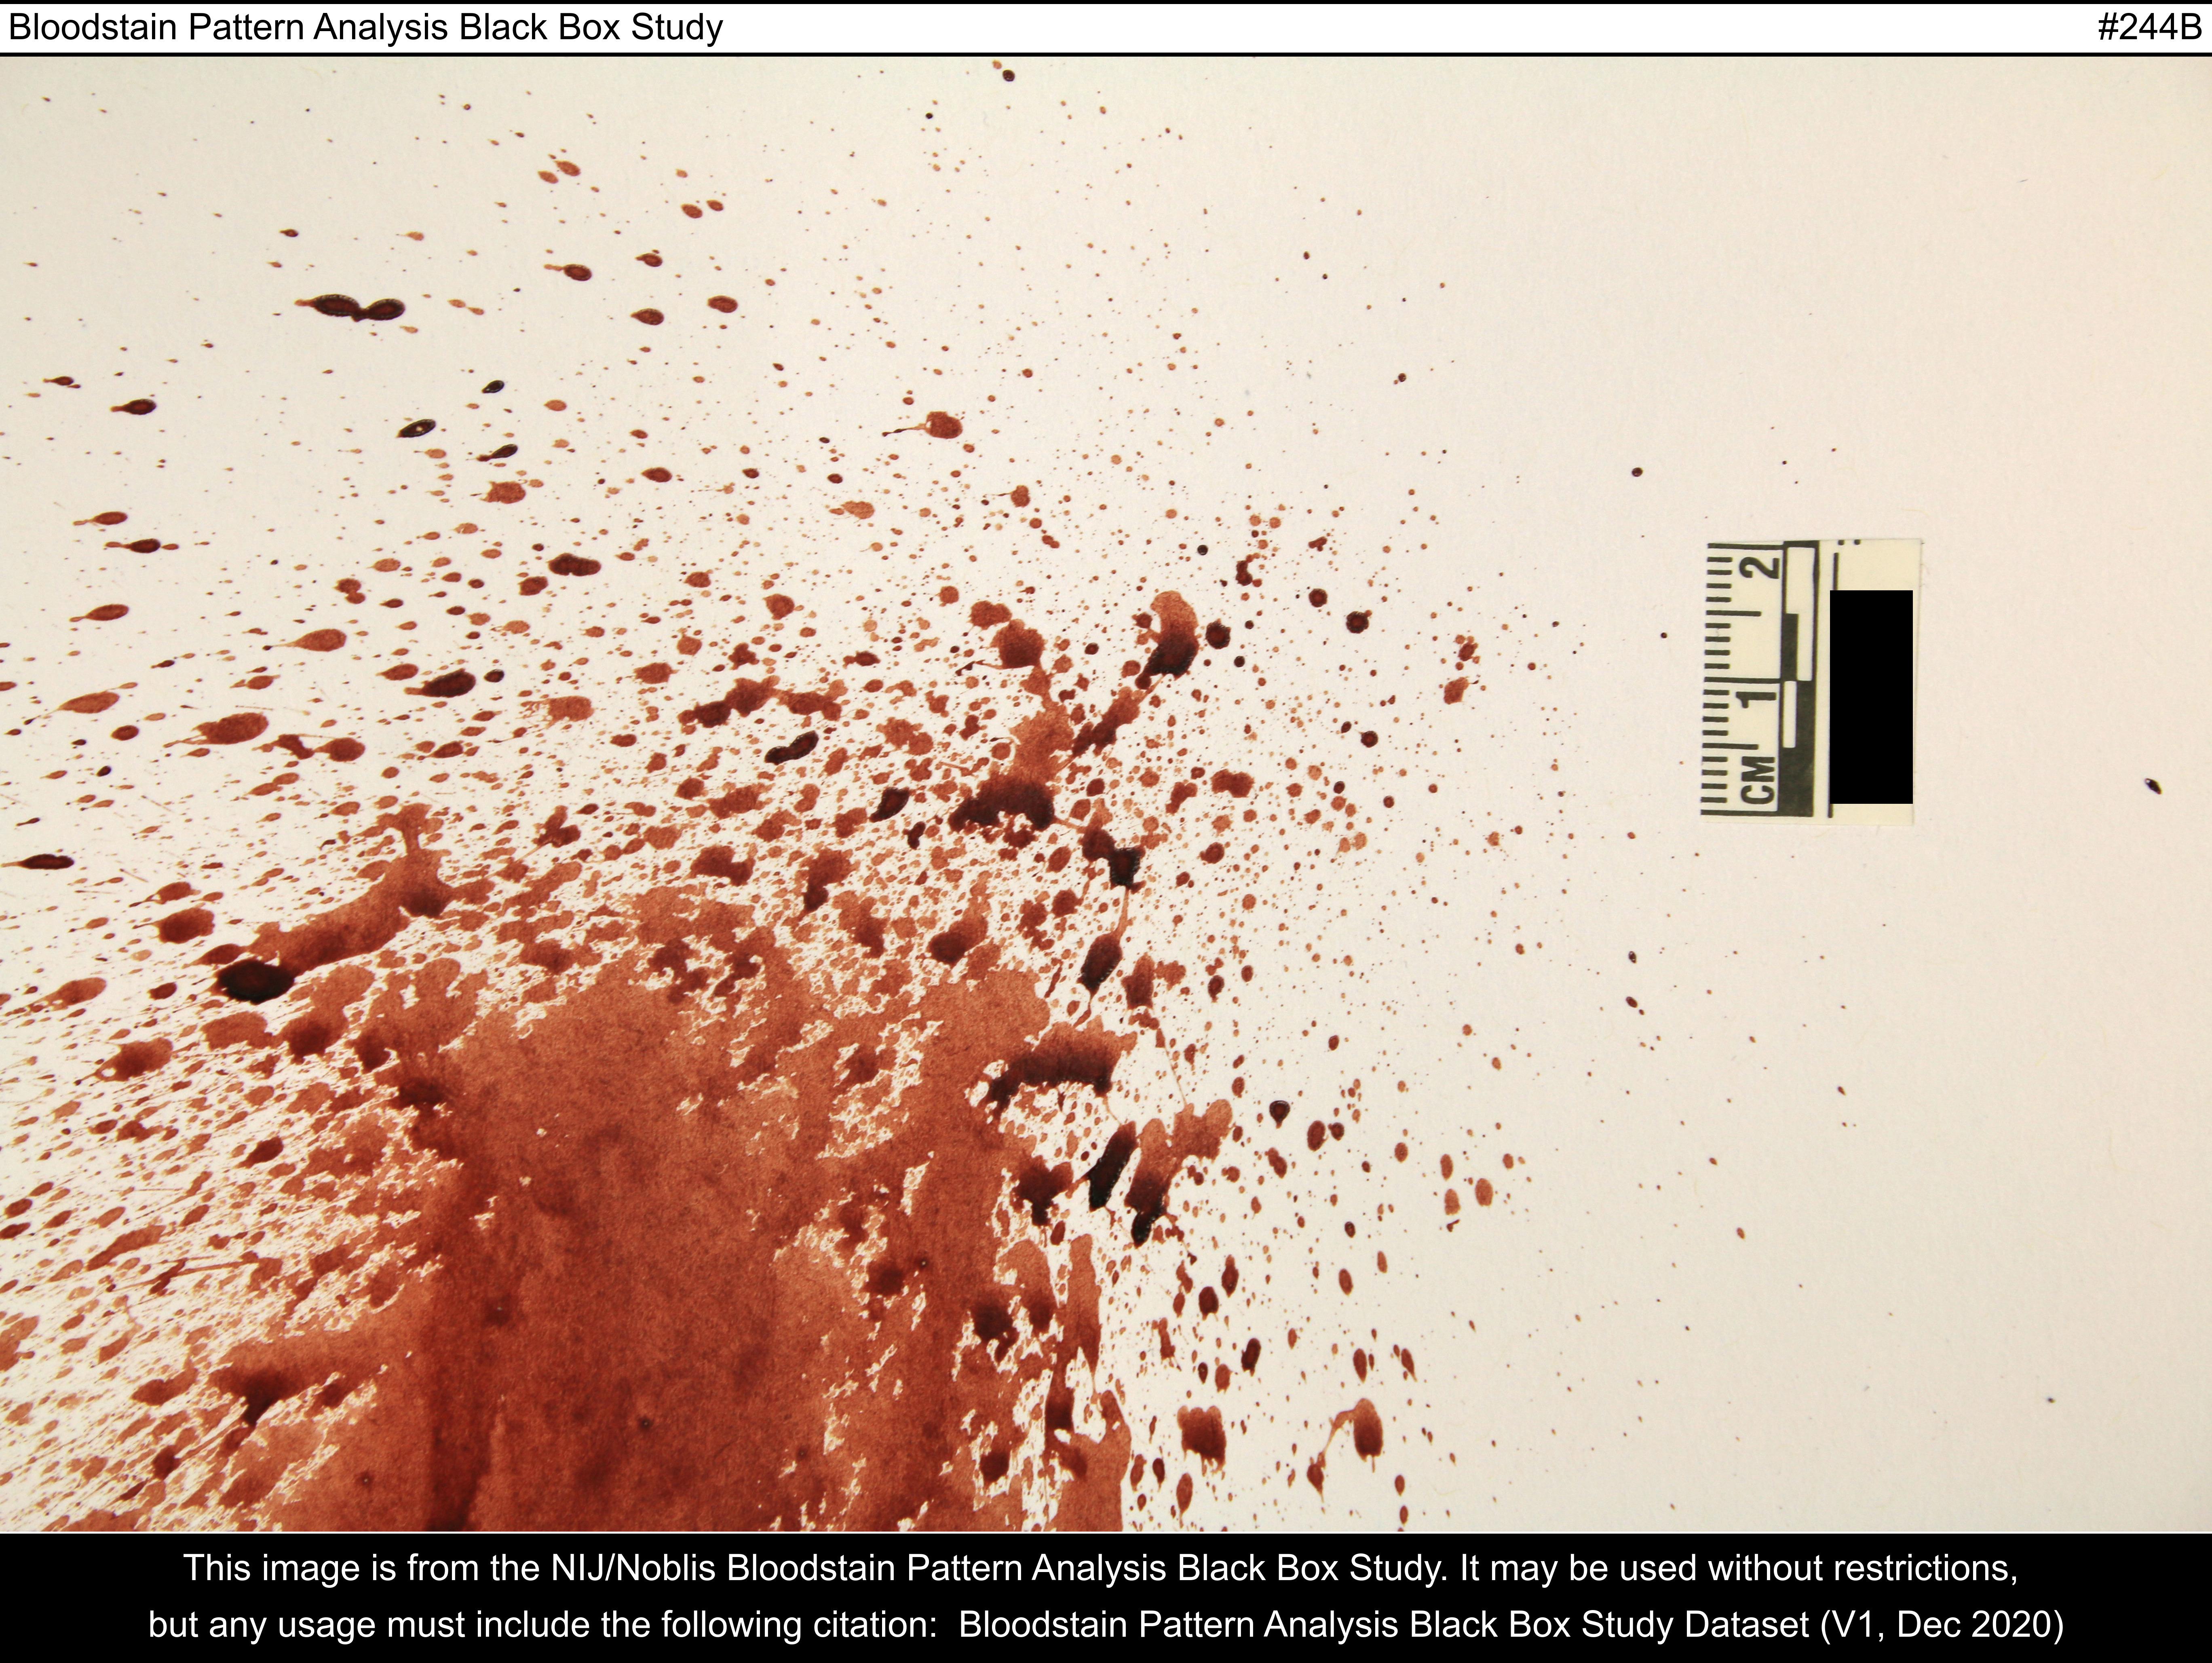 Bloodstain Pattern Analysis Black Box Study #244B
2
1
CM
This image is from the NIJ/Noblis Bloodstain Pattern Analysis Black Box Study. It may be used without restrictions,
but any usage must include the following citation:  Bloodstain Pattern Analysis Black Box Study Dataset (V1, Dec 2020)